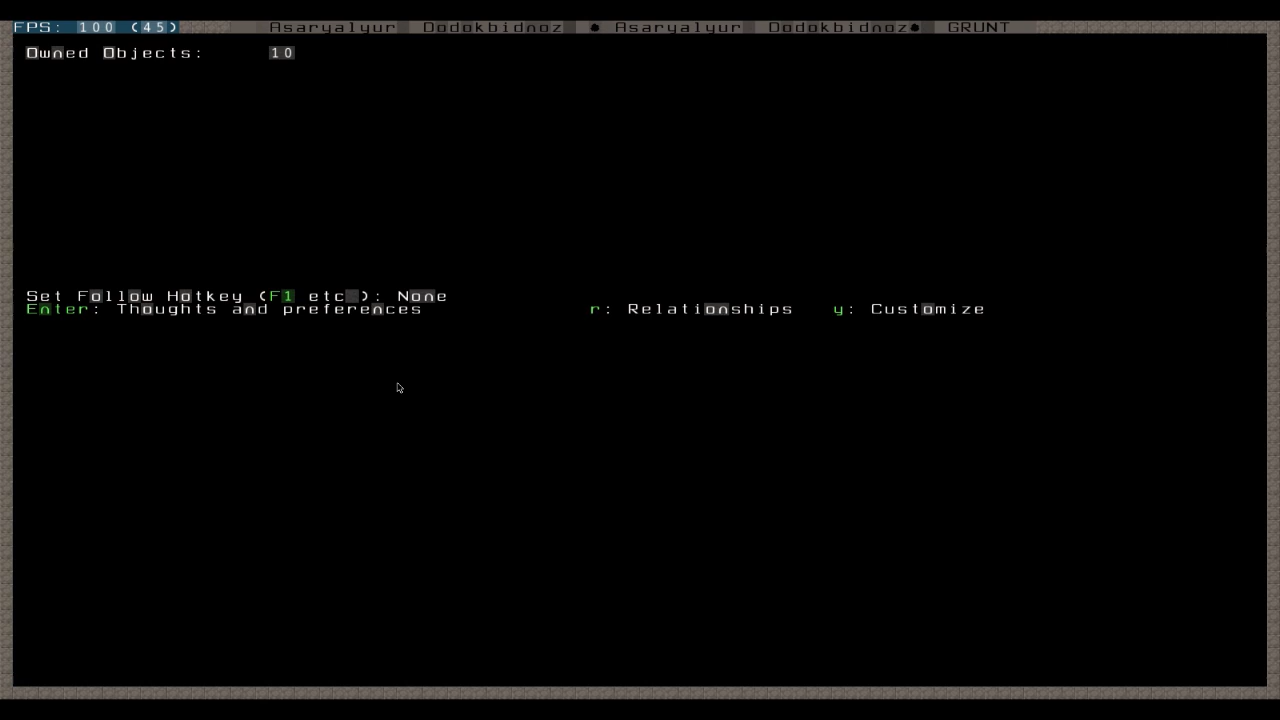 FPS: 100 (45) Asaryalyur Dodokbidnoz Asaryalyur Dodokbidnoz GRUNT
Owned Objects: 10
Set Follow Hotkey (F1 etc ): None
Enter: Thoughts and preferences r: Relationships y: Customize